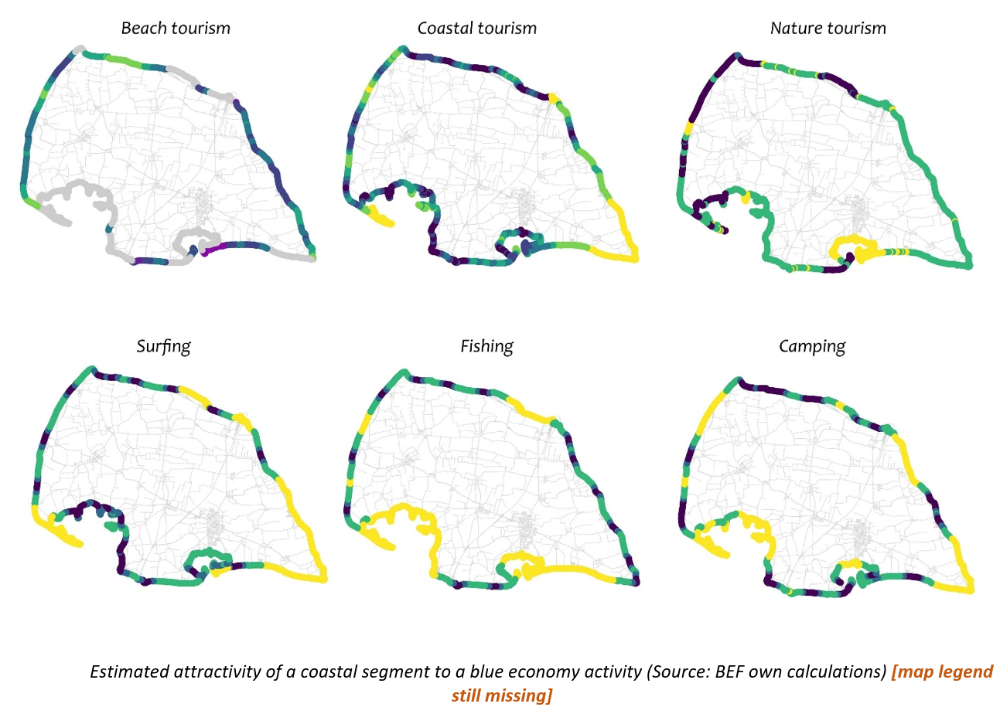 Beach tourism
Coastal tourism
Nature tourism
Surfing
Fishing
Camping
Estimated attractivity of a coastal segment to a blue economy activity (Source: BEF own calculations) [map legend
still missing]